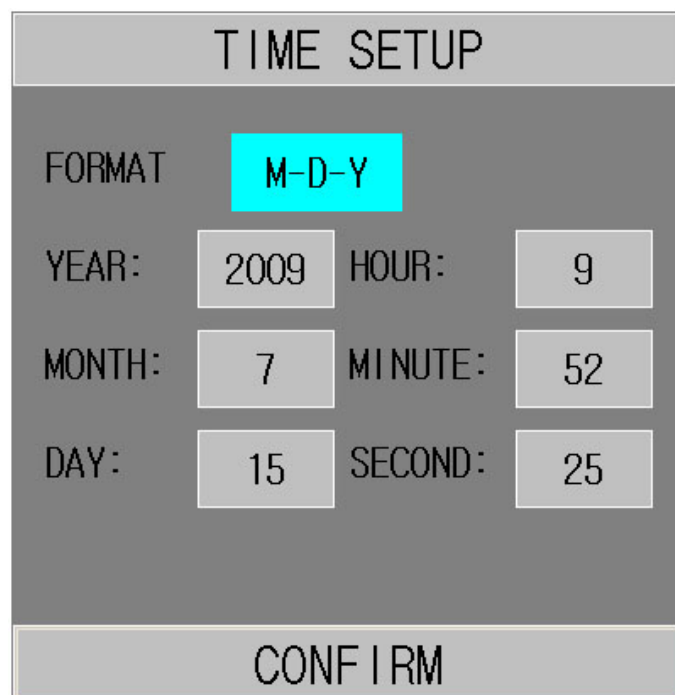 TIME SETUP
FORMAT M-D-Y
YEAR: 2009 HOUR: 9
MONTH: 7 MINUTE: 52
DAY: 15 SECOND: 25
CONFIRM